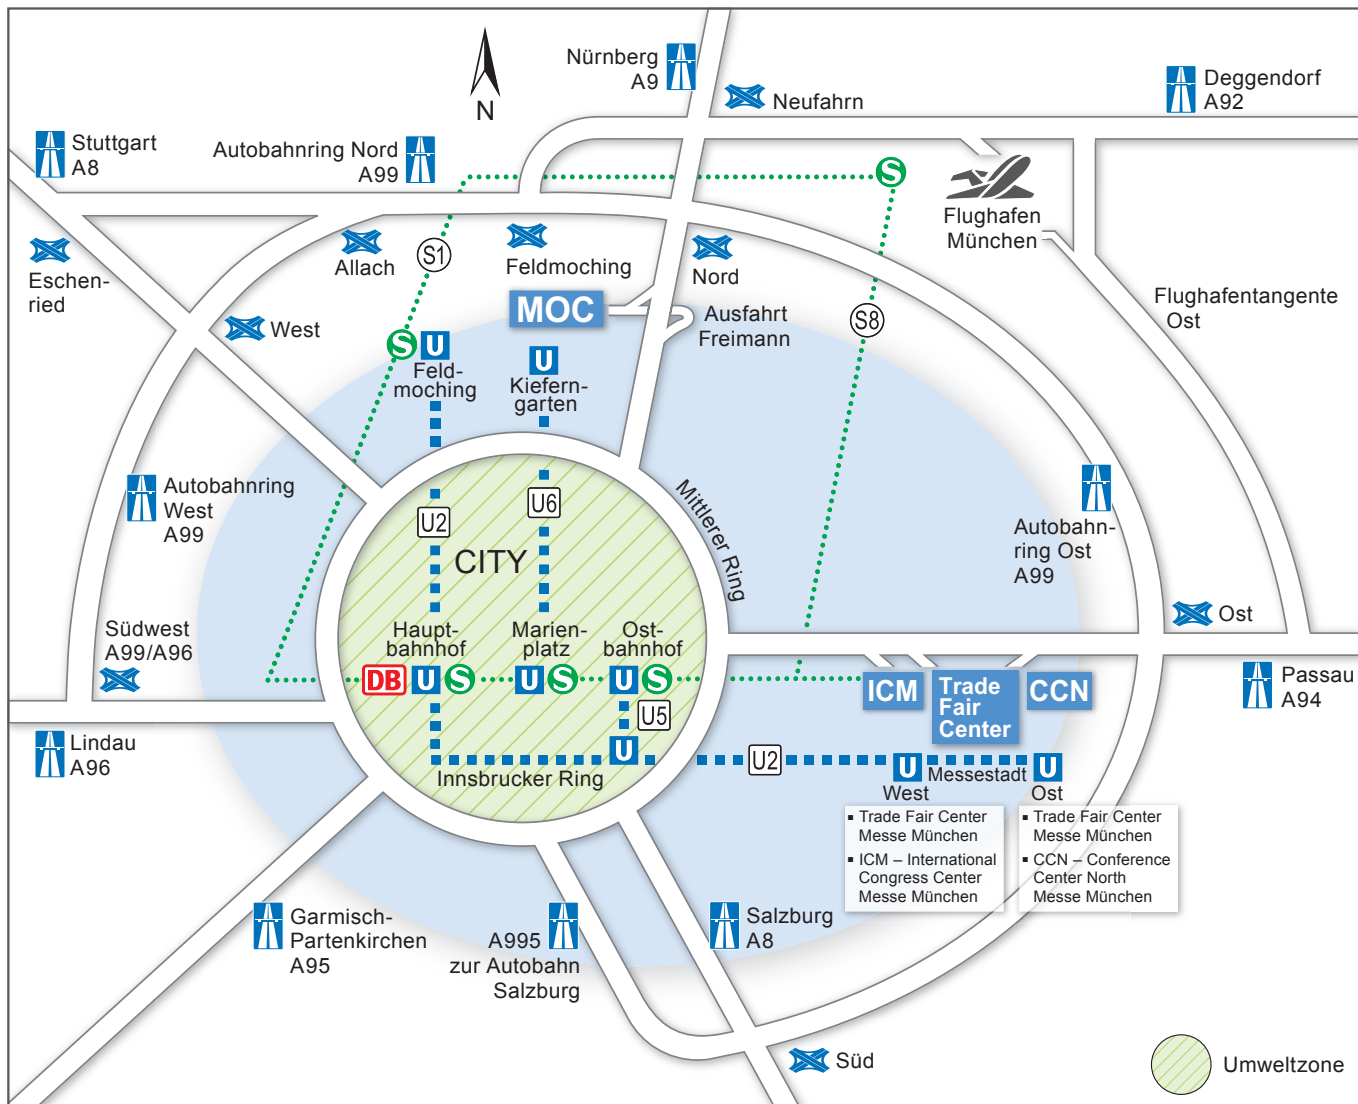 Nürnberg
A9
N
Neufahrn
Deggendorf
A92
Stuttgart
A8
Autobahnring Nord
A99
S
Flughafen
München
Eschen-
ried
Allach
S1
Feldmoching
Nord
West
MOC
Ausfahrt
Freimann
S8
Flughafentangente
Ost
S U
Feld-
moching
U
Kiefern-
garten
Autobahnring
West
A99
U2
U6
Mittlerer Ring
Autobahn-
ring Ost
A99
CITY
Südwest
A99/A96
Haupt-
bahnhof
Marien-
platz
Ost-
bahnhof
Ost
DB U S
U S
U S
ICM
Trade
Fair
Center
CCN
Passau
A94
U5
Lindau
A96
U
Innsbrucker Ring
U2
U
Messestadt
U
West
Ost
▪ Trade Fair Center
Messe München
▪ ICM – International
Congress Center
Messe München
▪ Trade Fair Center
Messe München
▪ CCN – Conference
Center North
Messe München
Garmisch-
Partenkirchen
A95
A995
zur Autobahn
Salzburg
Salzburg
A8
Süd
Umweltzone